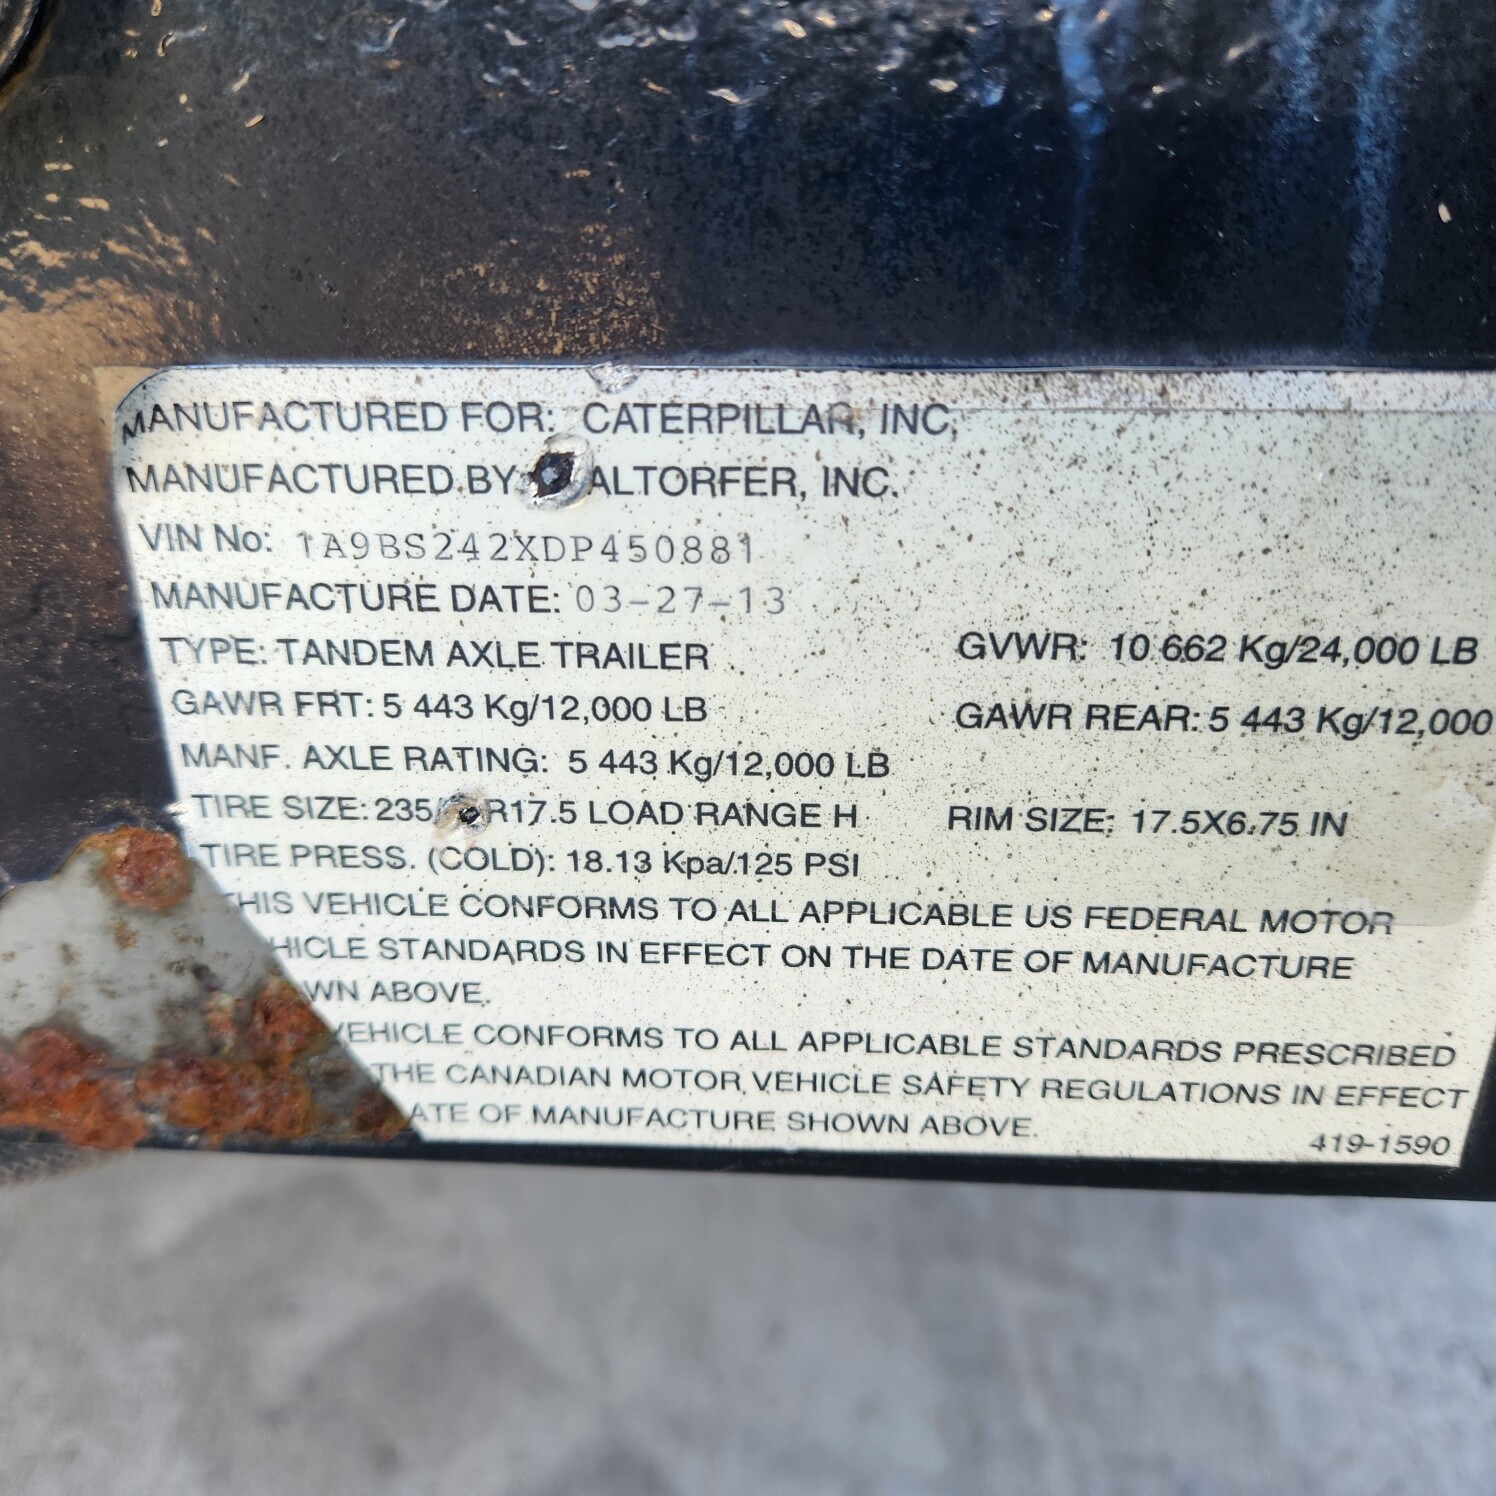 MANUFACTURED FOR: CATERPILLAR, INC.
MANUFACTURED BY ALTORFER, INC.
VIN No: 1A9BS242XDP450881
MANUFACTURE DATE: 03-27-13
TYPE: TANDEM AXLE TRAILER GVWR: 10 662 Kg/24,000 LB
GAWR FRT: 5 443 Kg/12,000 LB GAWR REAR: 5 443 Kg/12,000
MANF. AXLE RATING: 5 443 Kg/12,000 LB
TIRE SIZE: 235/ R17.5 LOAD RANGE H RIM SIZE: 17.5X6.75 IN
TIRE PRESS. (COLD): 18.13 Kpa/125 PSI
THIS VEHICLE CONFORMS TO ALL APPLICABLE US FEDERAL MOTOR
HICLE STANDARDS IN EFFECT ON THE DATE OF MANUFACTURE
WN ABOVE.
VEHICLE CONFORMS TO ALL APPLICABLE STANDARDS PRESCRIBED
THE CANADIAN MOTOR VEHICLE SAFETY REGULATIONS IN EFFECT
ATE OF MANUFACTURE SHOWN ABOVE.
419-1590